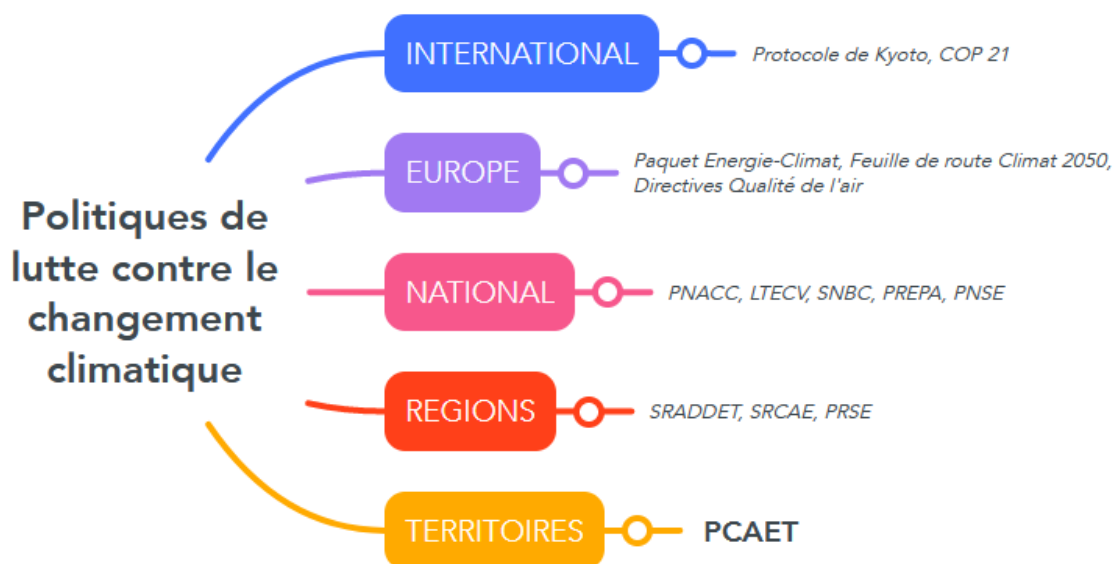 INTERNATIONAL
Protocole de Kyoto, COP 21
EUROPE
Paquet Energie-Climat, Feuille de route Climat 2050,
Directives Qualité de l'air
Politiques de
lutte contre le
changement
climatique
NATIONAL
PNACC, LTECV, SNBC, PREPA, PNSE
REGIONS
SRADDET, SRCAE, PRSE
TERRITOIRES
PCAET